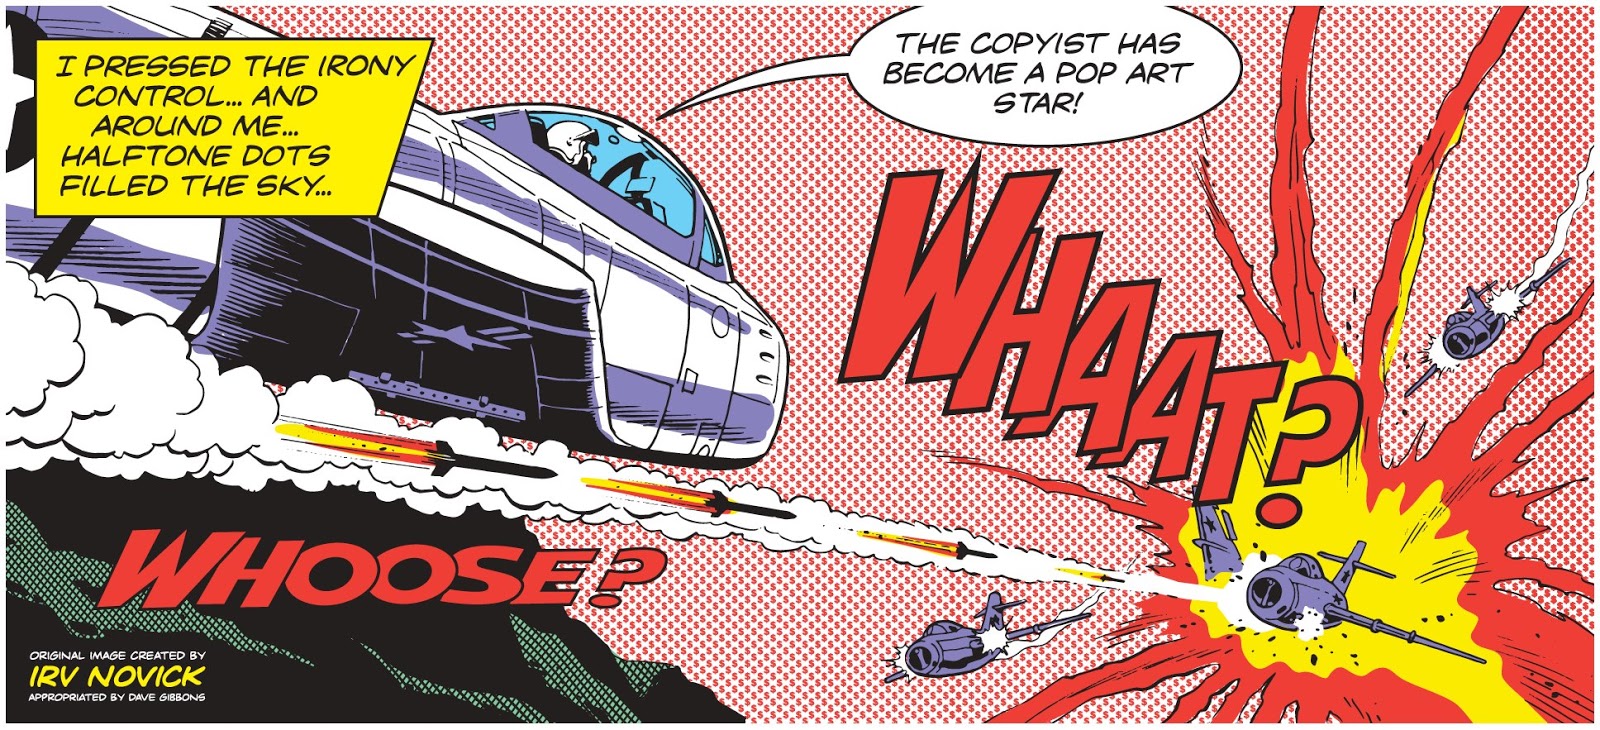 I PRESSED THE IRONY
CONTROL... AND
AROUND ME...
HALFTONE DOTS
FILLED THE SKY...
THE COPYIST HAS
BECOME A POP ART
STAR!
WHAAT?
WHOOSE?
ORIGINAL IMAGE CREATED BY
IRV NOVICK
APPROPRIATED BY DAVE GIBBONS